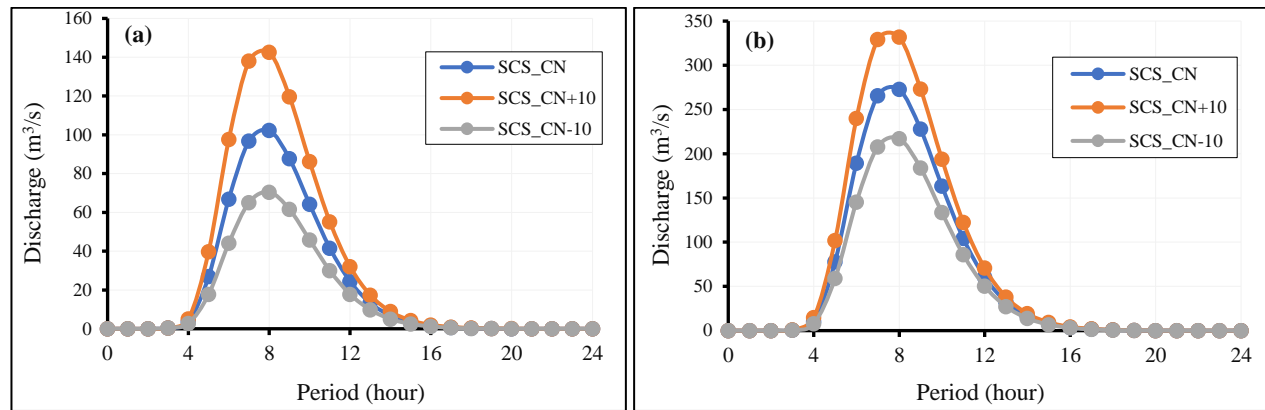 (a)
Discharge (m³/s)
160
140
120
100
80
60
40
20
0
SCS_CN
SCS_CN+10
SCS_CN-10
0 4 8 12 16 20 24
Period (hour)
(b)
Discharge (m³/s)
350
300
250
200
150
100
50
0
SCS_CN
SCS_CN+10
SCS_CN-10
0 4 8 12 16 20 24
Period (hour)